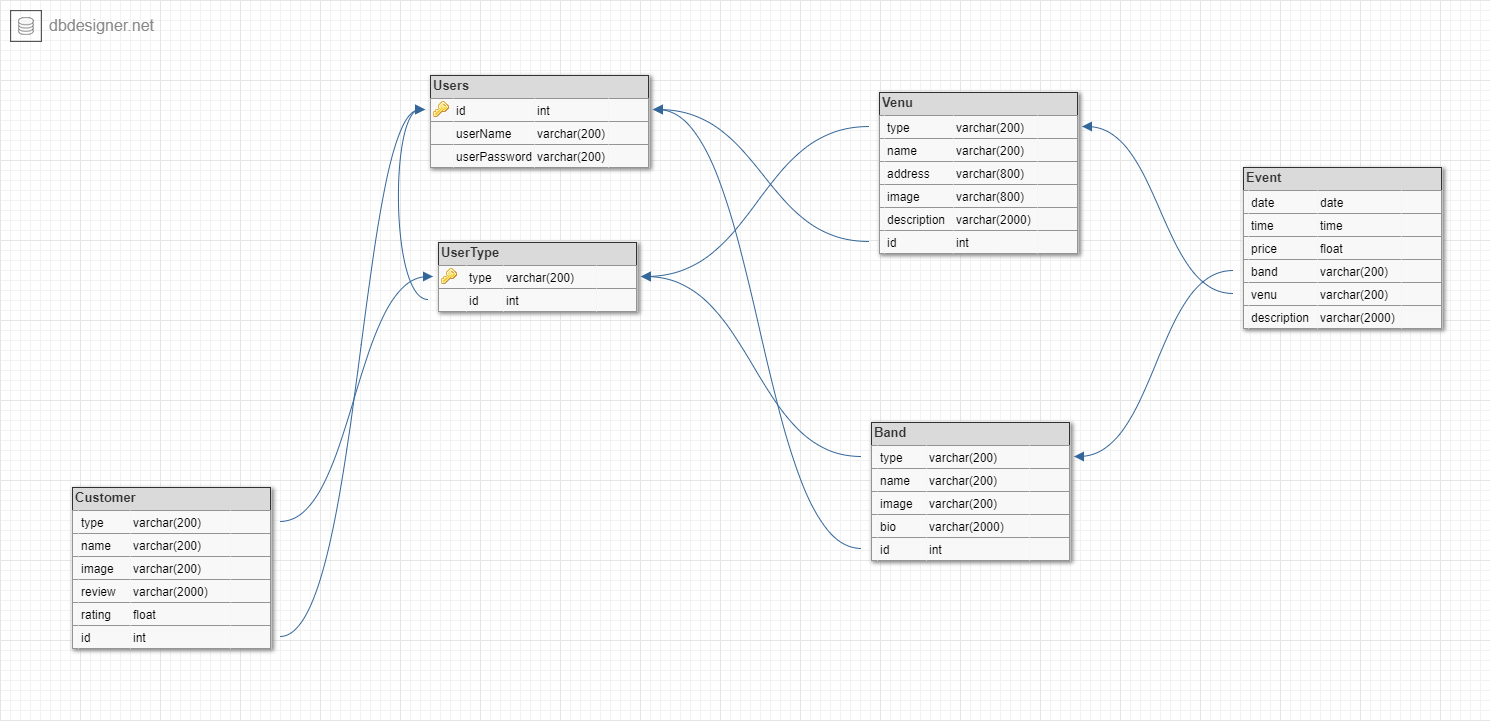 dbdesigner.net
Users
id int
userName varchar(200)
userPassword varchar(200)
UserType
type varchar(200)
id int
Venu
type varchar(200)
name varchar(200)
address varchar(800)
image varchar(800)
description varchar(2000)
id int
Event
date date
time time
price float
band varchar(200)
venu varchar(200)
description varchar(2000)
Band
type varchar(200)
name varchar(200)
image varchar(200)
bio varchar(2000)
id int
Customer
type varchar(200)
name varchar(200)
image varchar(200)
review varchar(2000)
rating float
id int